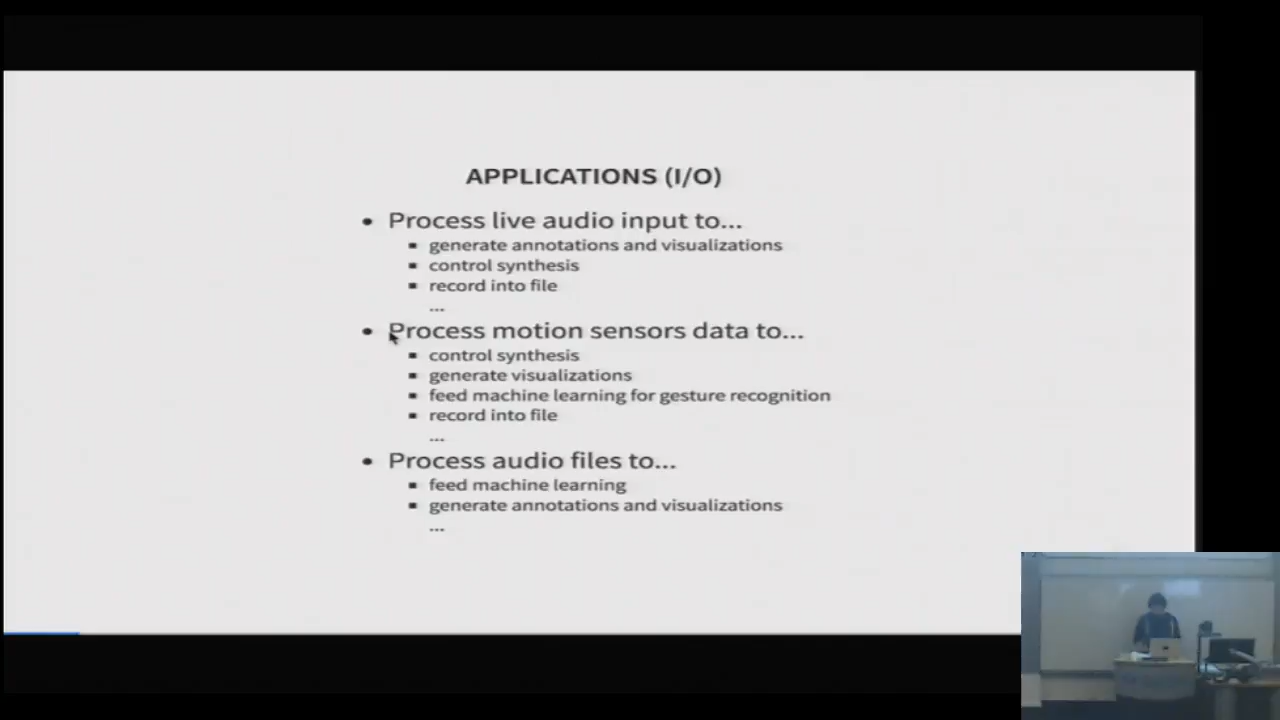 APPLICATIONS (I/O)
• Process live audio input to...
▪ generate annotations and visualizations
▪ control synthesis
▪ record into file
...
• Process motion sensors data to...
▪ control synthesis
▪ generate visualizations
▪ feed machine learning for gesture recognition
▪ record into file
...
• Process audio files to...
▪ feed machine learning
▪ generate annotations and visualizations
...